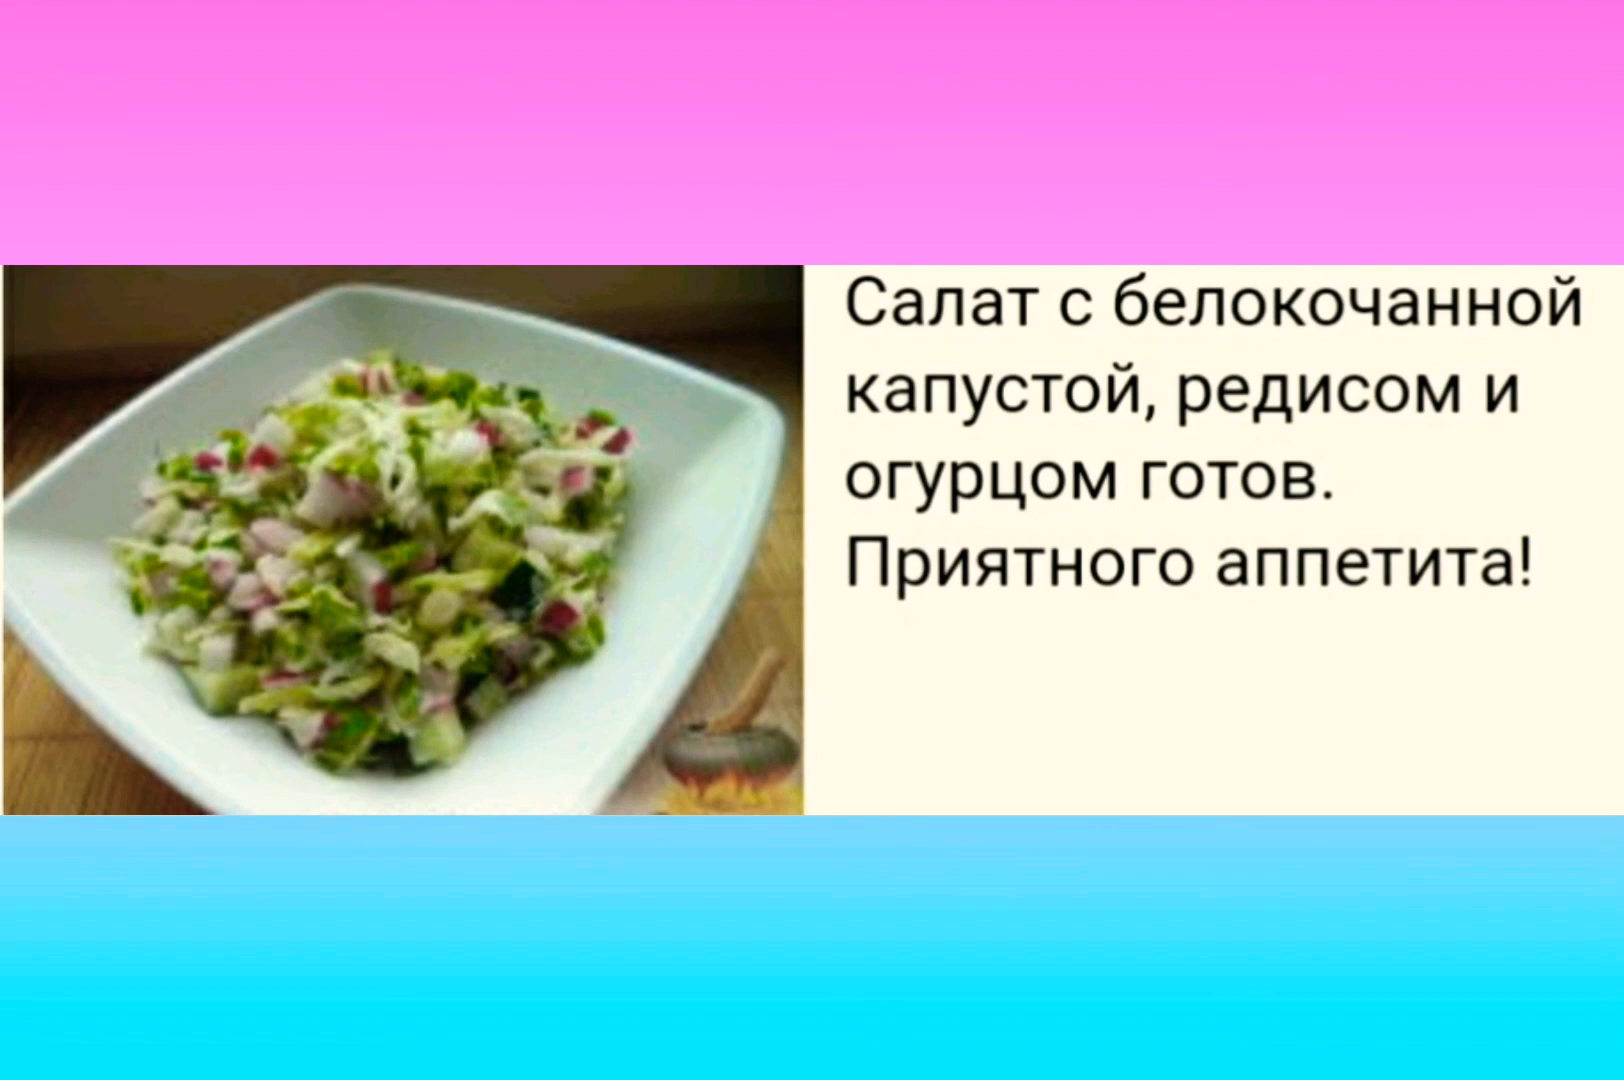 Салат с белокочанной
капустой, редисом и
огурцом готов.
Приятного аппетита!